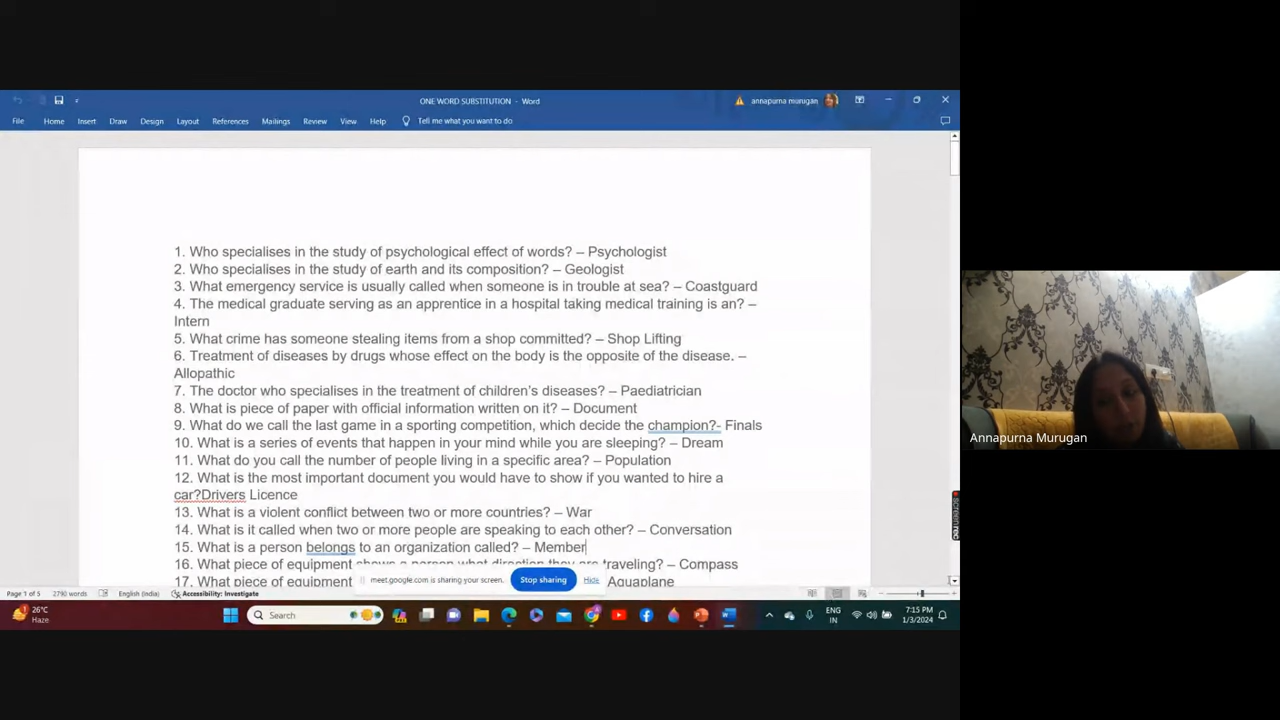 ONE WORD SUBSTITUTION - Word
annapurna murugan
File Home Insert Draw Design Layout References Mailings Review View Help Tell me what you want to do
1. Who specialises in the study of psychological effect of words? – Psychologist
2. Who specialises in the study of earth and its composition? – Geologist
3. What emergency service is usually called when someone is in trouble at sea? – Coastguard
4. The medical graduate serving as an apprentice in a hospital taking medical training is an? –
Intern
5. What crime has someone stealing items from a shop committed? – Shop Lifting
6. Treatment of diseases by drugs whose effect on the body is the opposite of the disease. –
Allopathic
7. The doctor who specialises in the treatment of children's diseases? – Paediatrician
8. What is piece of paper with official information written on it? – Document
9. What do we call the last game in a sporting competition, which decide the champion?- Finals
10. What is a series of events that happen in your mind while you are sleeping? – Dream
11. What do you call the number of people living in a specific area? – Population
12. What is the most important document you would have to show if you wanted to hire a
car?Drivers Licence
13. What is a violent conflict between two or more countries? – War
14. What is it called when two or more people are speaking to each other? – Conversation
15. What is a person belongs to an organization called? – Member
16. What piece of equipment shows a person what direction they are traveling? – Compass
17. What piece of equipment Aquaplane
meet.google.com is sharing your screen. Stop sharing Hide
Page 1 of 5 2790 words English (India) Accessibility: Investigate
26°C
Haze
Search
ENG
IN
7:15 PM
1/3/2024
Annapurna Murugan
screenrec